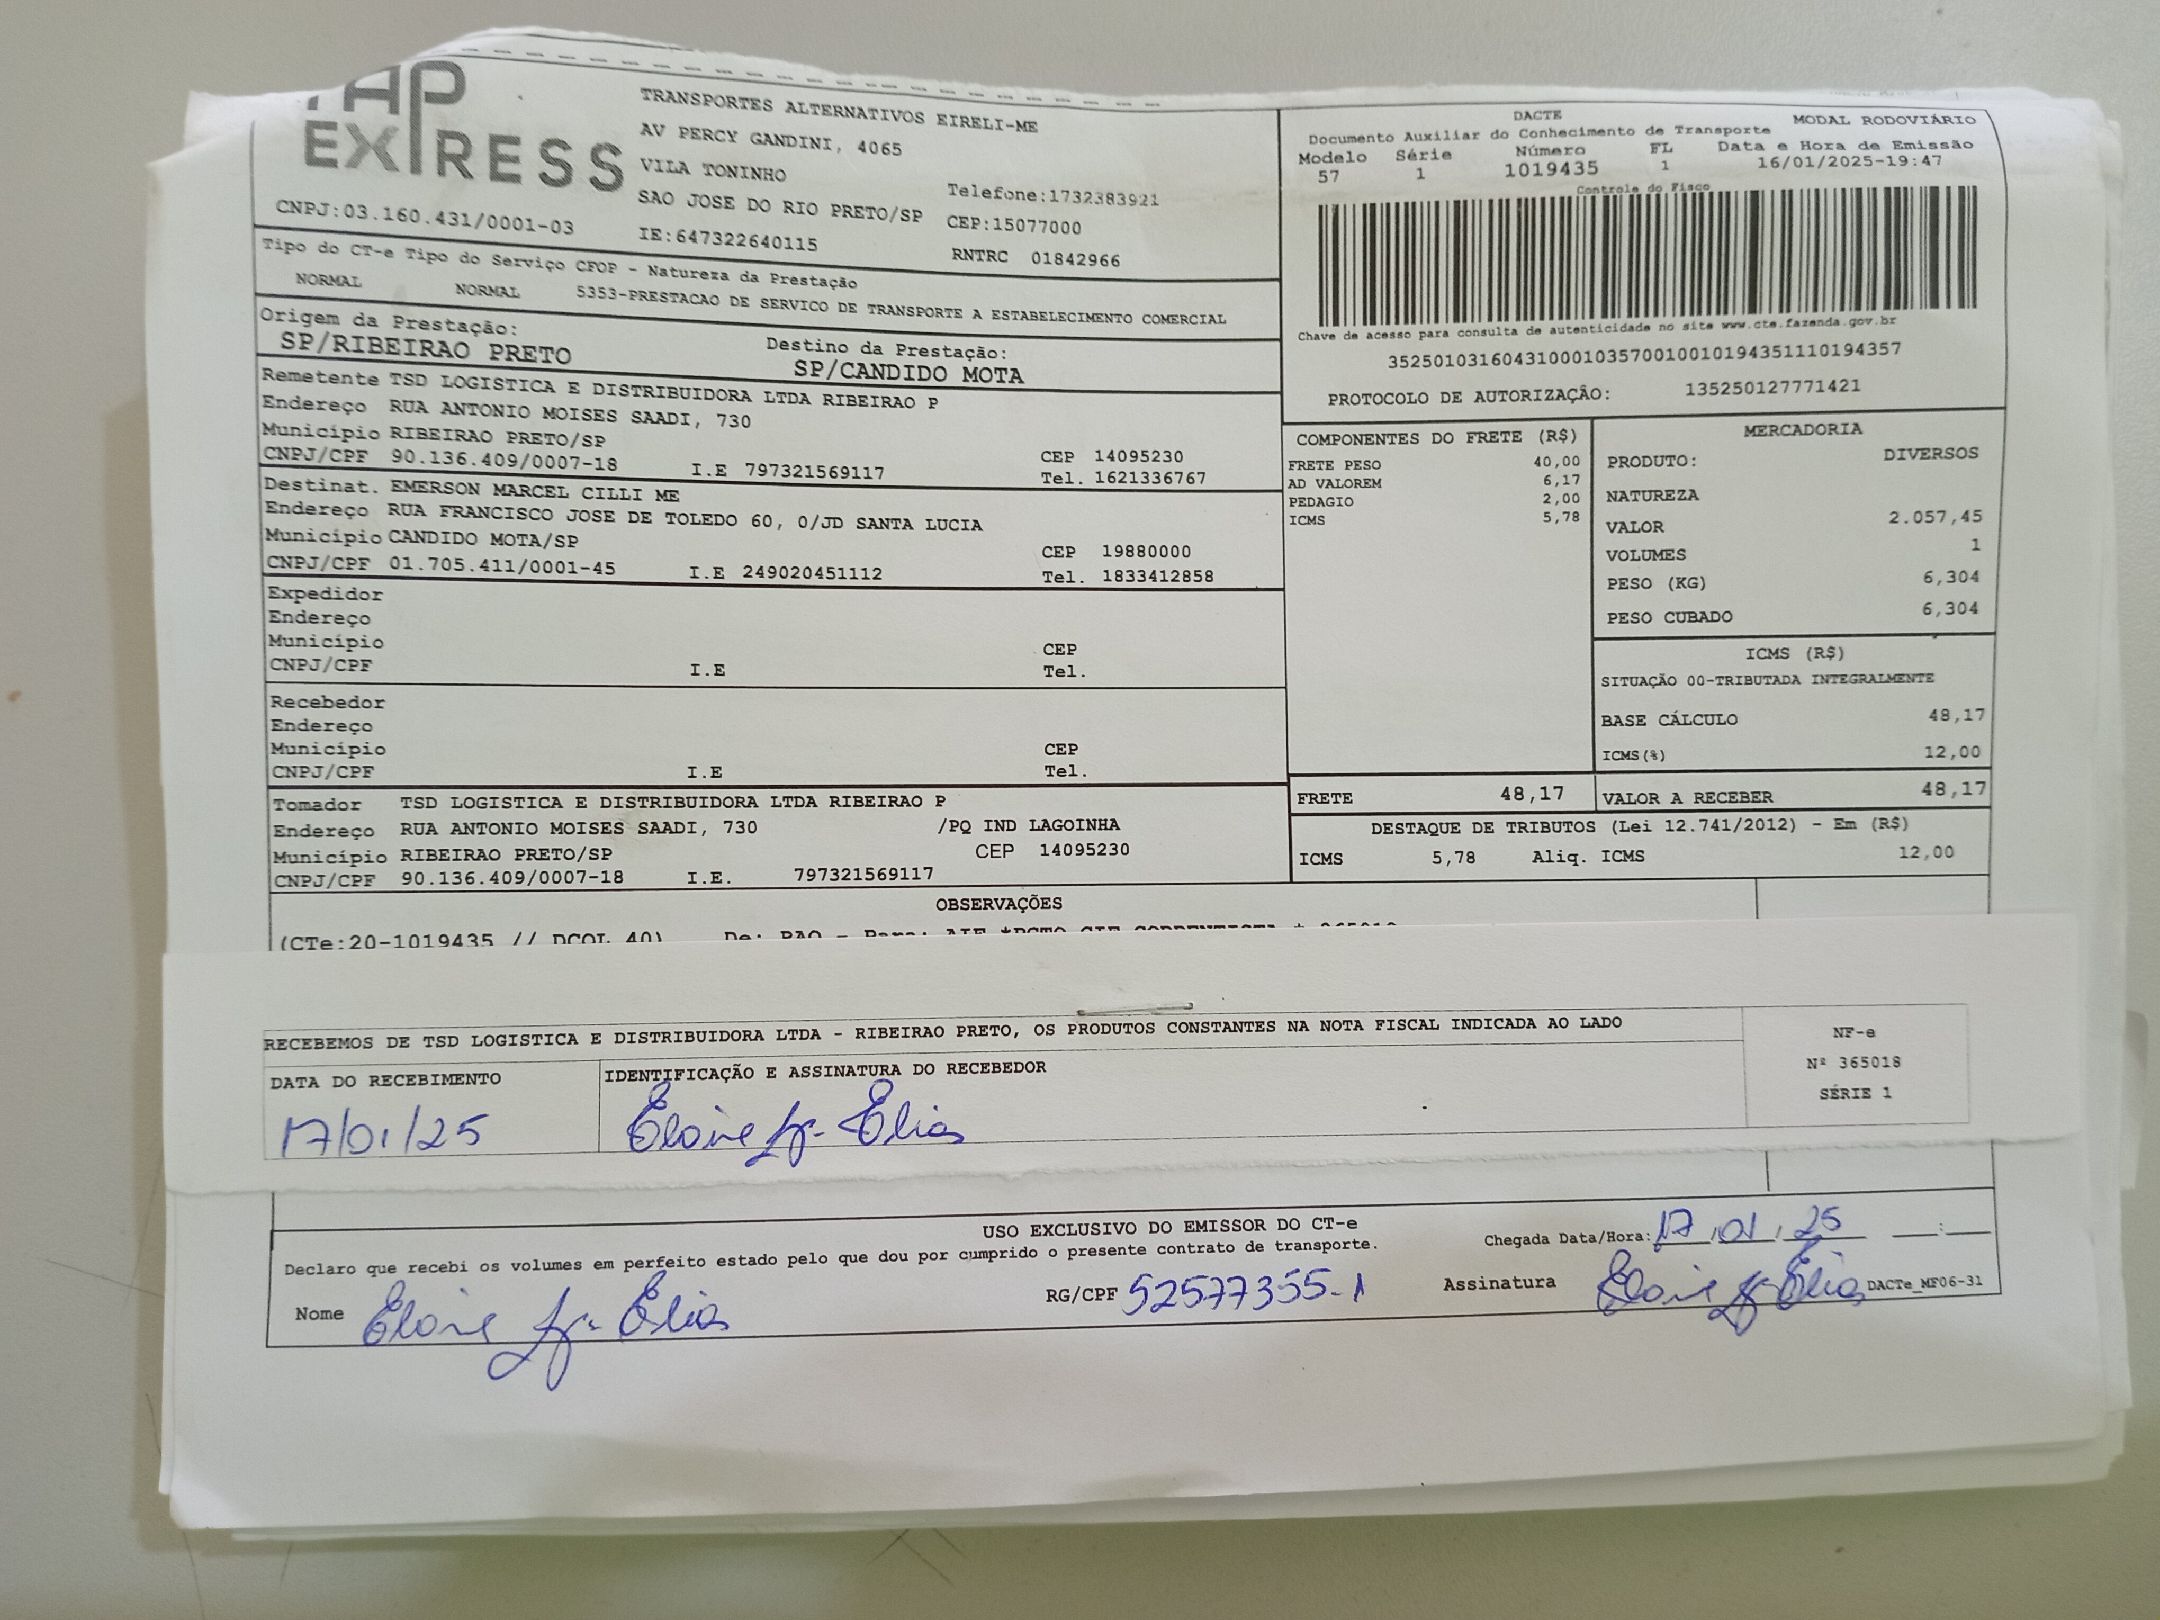 TAP
EXPRESS
TRANSPORTES ALTERNATIVOS EIRELI-ME
AV PERCY GANDINI, 4065
VILA TONINHO
SAO JOSE DO RIO PRETO/SP
IE:647322640115
Telefone:1732383921
CEP:15077000
RNTRC 01842966
CNPJ:03.160.431/0001-03
DACTE
MODAL RODOVIÁRIO
Documento Auxiliar do Conhecimento de Transporte
Modelo Série Número FL Data e Hora de Emissão
57 1 1019435 1 16/01/2025-19:47
Controle do Fisco
Chave de acesso para consulta de autenticidade no site www.cte.fazenda.gov.br
35250103160431000103570010010194351110194357
PROTOCOLO DE AUTORIZAÇÃO: 135250127771421
Tipo do CT-e Tipo do Serviço CFOP - Natureza da Prestação
NORMAL NORMAL 5353-PRESTACAO DE SERVICO DE TRANSPORTE A ESTABELECIMENTO COMERCIAL
Origem da Prestação:
SP/RIBEIRAO PRETO
Destino da Prestação:
SP/CANDIDO MOTA
Remetente TSD LOGISTICA E DISTRIBUIDORA LTDA RIBEIRAO P
Endereço RUA ANTONIO MOISES SAADI, 730
Município RIBEIRAO PRETO/SP CEP 14095230
CNPJ/CPF 90.136.409/0007-18 I.E 797321569117 Tel. 1621336767
Destinat. EMERSON MARCEL CILLI ME
Endereço RUA FRANCISCO JOSE DE TOLEDO 60, 0/JD SANTA LUCIA
Município CANDIDO MOTA/SP CEP 19880000
CNPJ/CPF 01.705.411/0001-45 I.E 249020451112 Tel. 1833412858
Expedidor
Endereço
Município CEP
CNPJ/CPF I.E Tel.
Recebedor
Endereço
Município CEP
CNPJ/CPF I.E Tel.
Tomador TSD LOGISTICA E DISTRIBUIDORA LTDA RIBEIRAO P
Endereço RUA ANTONIO MOISES SAADI, 730 /PQ IND LAGOINHA
Município RIBEIRAO PRETO/SP CEP 14095230
CNPJ/CPF 90.136.409/0007-18 I.E. 797321569117
COMPONENTES DO FRETE (R$)
FRETE PESO 40,00
AD VALOREM 6,17
PEDAGIO 2,00
ICMS 5,78
MERCADORIA
PRODUTO: DIVERSOS
NATUREZA
VALOR 2.057,45
VOLUMES 1
PESO (KG) 6,304
PESO CUBADO 6,304
ICMS (R$)
SITUAÇÃO 00-TRIBUTADA INTEGRALMENTE
BASE CÁLCULO 48,17
ICMS(%) 12,00
FRETE 48,17 VALOR A RECEBER 48,17
DESTAQUE DE TRIBUTOS (Lei 12.741/2012) - Em (R$)
ICMS 5,78 Aliq. ICMS 12,00
OBSERVAÇÕES
(CTe:20-1019435 // DCOL 40) De: RAO - Para:
RECEBEMOS DE TSD LOGISTICA E DISTRIBUIDORA LTDA - RIBEIRAO PRETO, OS PRODUTOS CONSTANTES NA NOTA FISCAL INDICADA AO LADO
DATA DO RECEBIMENTO
17/01/25
IDENTIFICAÇÃO E ASSINATURA DO RECEBEDOR
Elias
NF-e
Nº 365018
SÉRIE 1
USO EXCLUSIVO DO EMISSOR DO CT-e
Declaro que recebi os volumes em perfeito estado pelo que dou por cumprido o presente contrato de transporte.
Chegada Data/Hora: 17/01/25 :
Nome Elias
RG/CPF 52577355-1
Assinatura Elias
DACTe_MF06-31